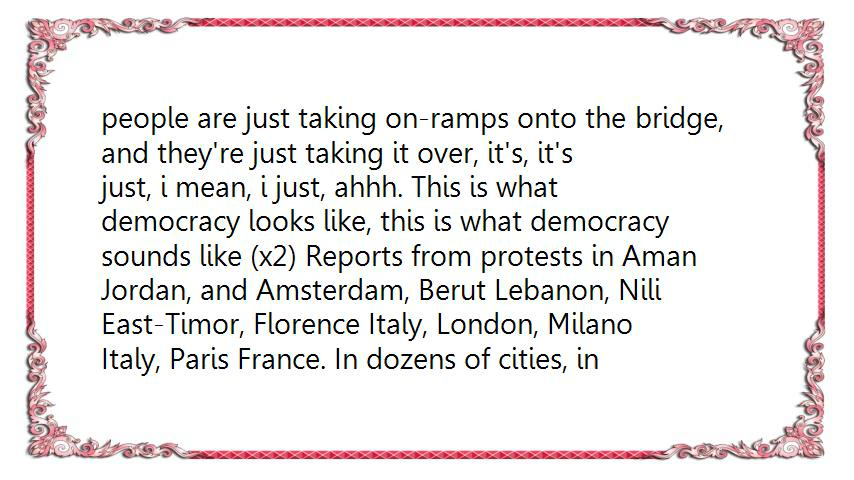 people are just taking on-ramps onto the bridge,
and they're just taking it over, it's, it's
just, i mean, i just, ahhh. This is what
democracy looks like, this is what democracy
sounds like (x2) Reports from protests in Aman
Jordan, and Amsterdam, Berut Lebanon, Nili
East-Timor, Florence Italy, London, Milano
Italy, Paris France. In dozens of cities, in